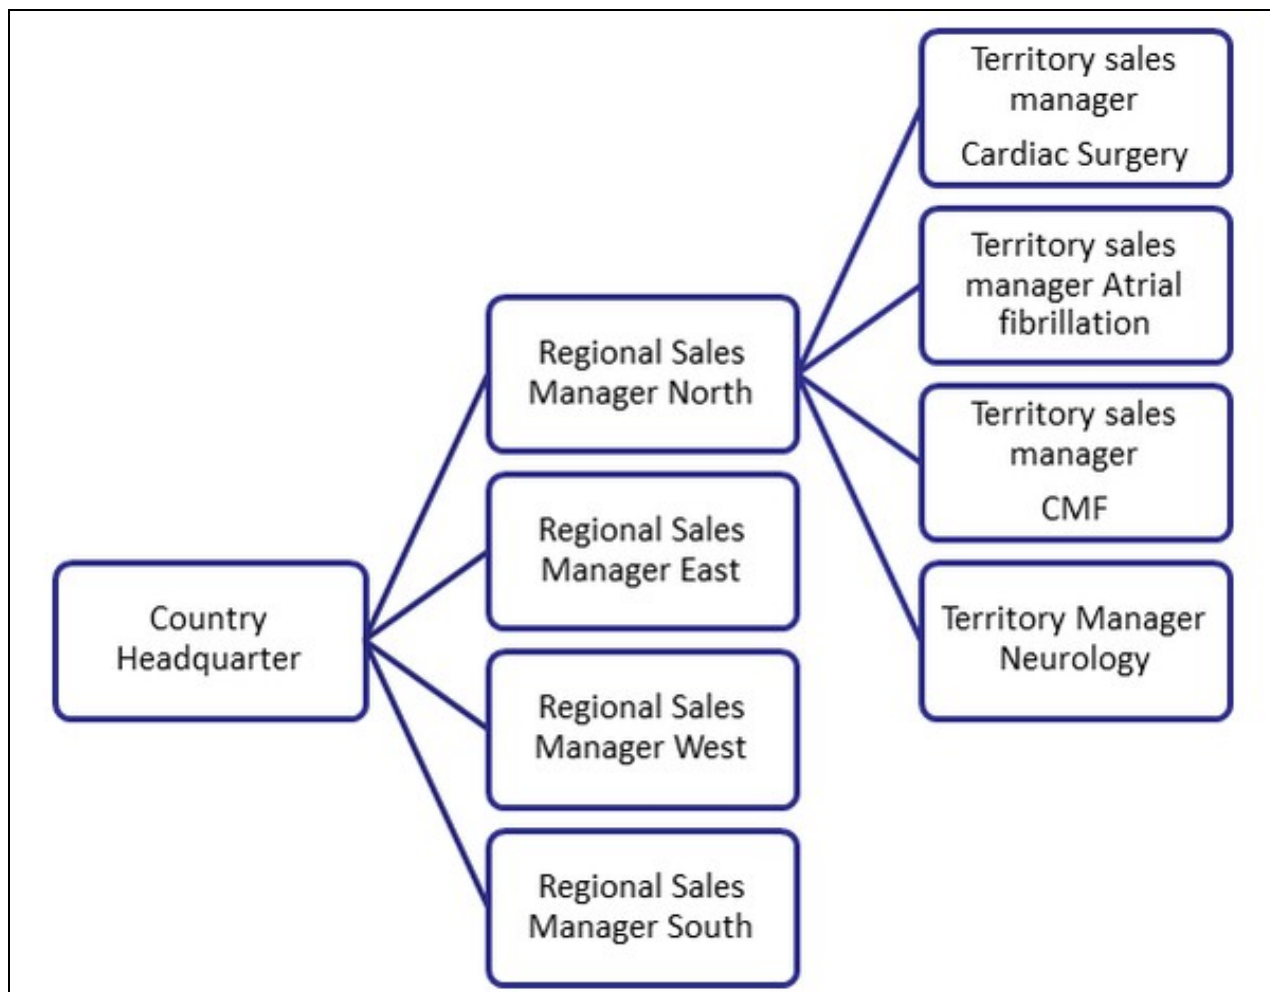 Country
Headquarter
Regional Sales
Manager North
Regional Sales
Manager East
Regional Sales
Manager West
Regional Sales
Manager South
Territory sales
manager
Cardiac Surgery
Territory sales
manager Atrial
fibrillation
Territory sales
manager
CMF
Territory Manager
Neurology